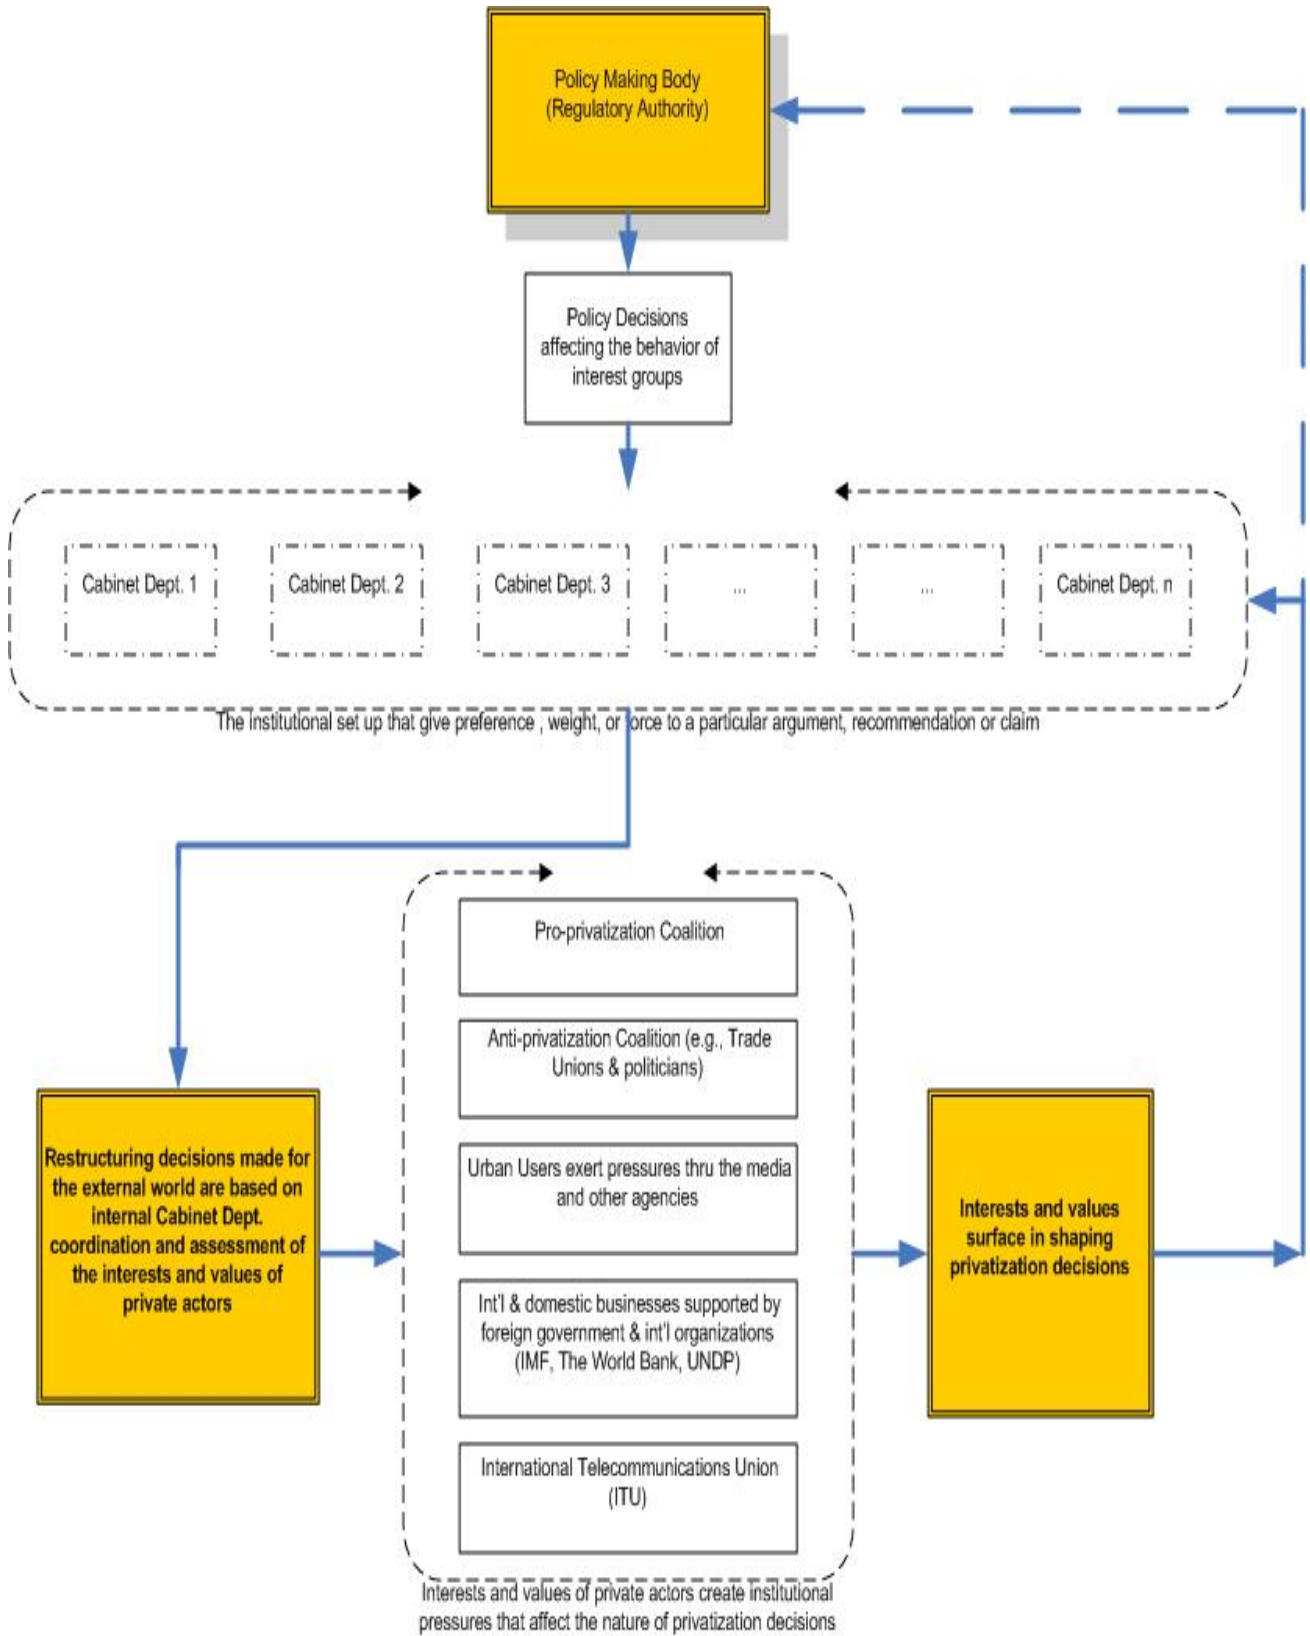 Policy Making Body
(Regulatory Authority)
Policy Decisions
affecting the behavior of
interest groups
Cabinet Dept. 1
Cabinet Dept. 2
Cabinet Dept. 3
...
...
Cabinet Dept. n
The institutional set up that give preference , weight, or force to a particular argument, recommendation or claim
Pro-privatization Coalition
Anti-privatization Coalition (e.g., Trade
Unions & politicians)
Urban Users exert pressures thru the media
and other agencies
Int'l & domestic businesses supported by
foreign government & int'l organizations
(IMF, The World Bank, UNDP)
International Telecommunications Union
(ITU)
Restructuring decisions made for
the external world are based on
internal Cabinet Dept.
coordination and assessment of
the interests and values of
private actors
Interests and values
surface in shaping
privatization decisions
Interests and values of private actors create institutional
pressures that affect the nature of privatization decisions